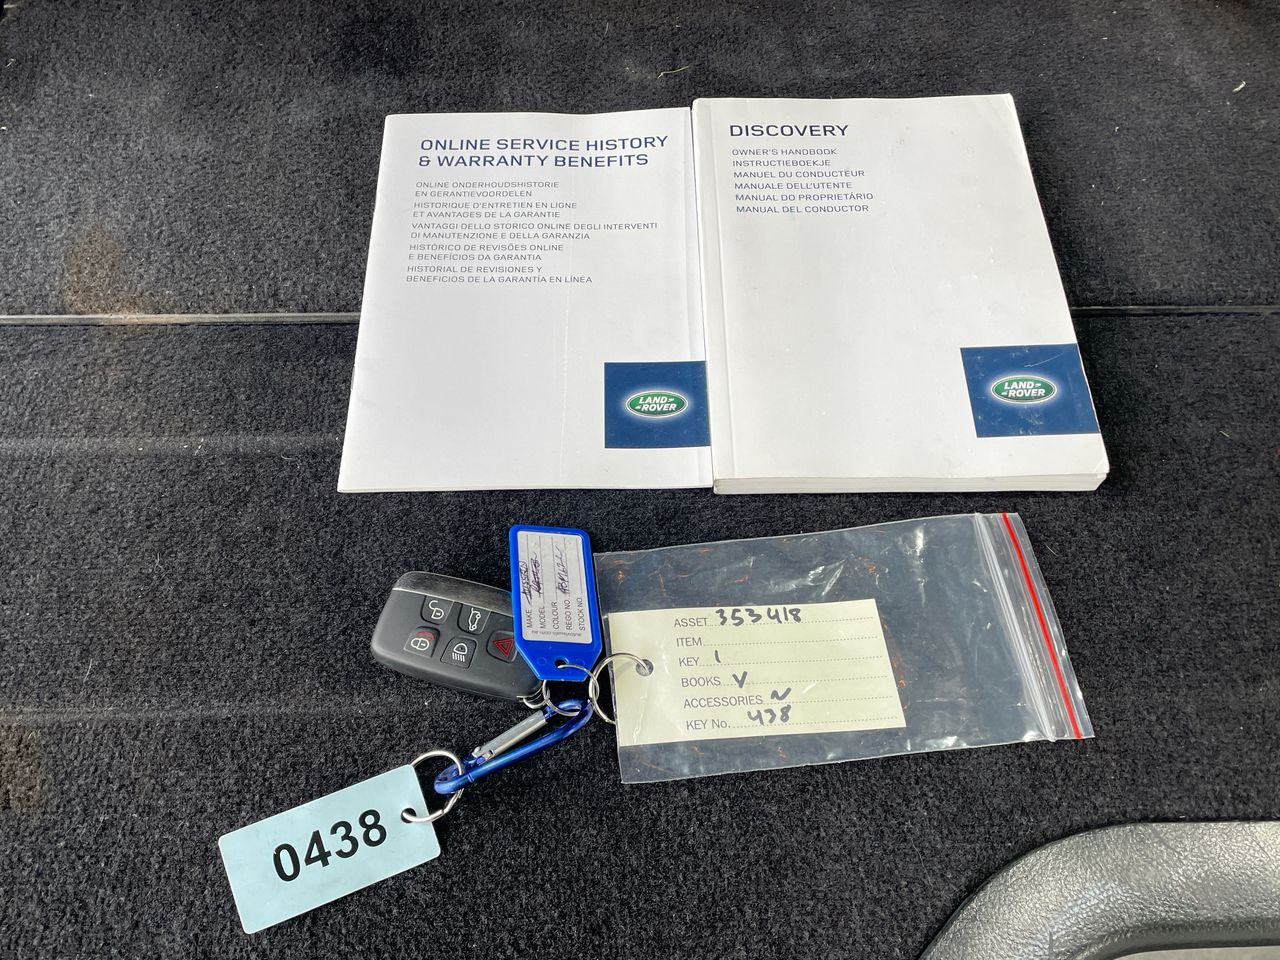 ONLINE SERVICE HISTORY
& WARRANTY BENEFITS
ONLINE ONDERHOUDSHISTORIE
EN GERANTIEVOORDELEN
HISTORIQUE D'ENTRETIEN EN LIGNE
ET AVANTAGES DE LA GARANTIE
VANTAGGI DELLO STORICO ONLINE DEGLI INTERVENTI
DI MANUTENZIONE E DELLA GARANZIA
HISTÓRICO DE REVISÕES ONLINE
E BENEFÍCIOS DA GARANTIA
HISTORIAL DE REVISIONES Y
BENEFICIOS DE LA GARANTÍA EN LÍNEA
LAND
ROVER
DISCOVERY
OWNER'S HANDBOOK
INSTRUCTIEBOEKJE
MANUEL DU CONDUCTEUR
MANUALE DELL'UTENTE
MANUAL DO PROPRIETÁRIO
MANUAL DEL CONDUCTOR
LAND
ROVER
MAKE
MODEL
COLOUR
REGO NO.
STOCK NO.
ASSET 353418
ITEM
KEY 1
BOOKS Y
ACCESSORIES N
KEY No. 438
0438